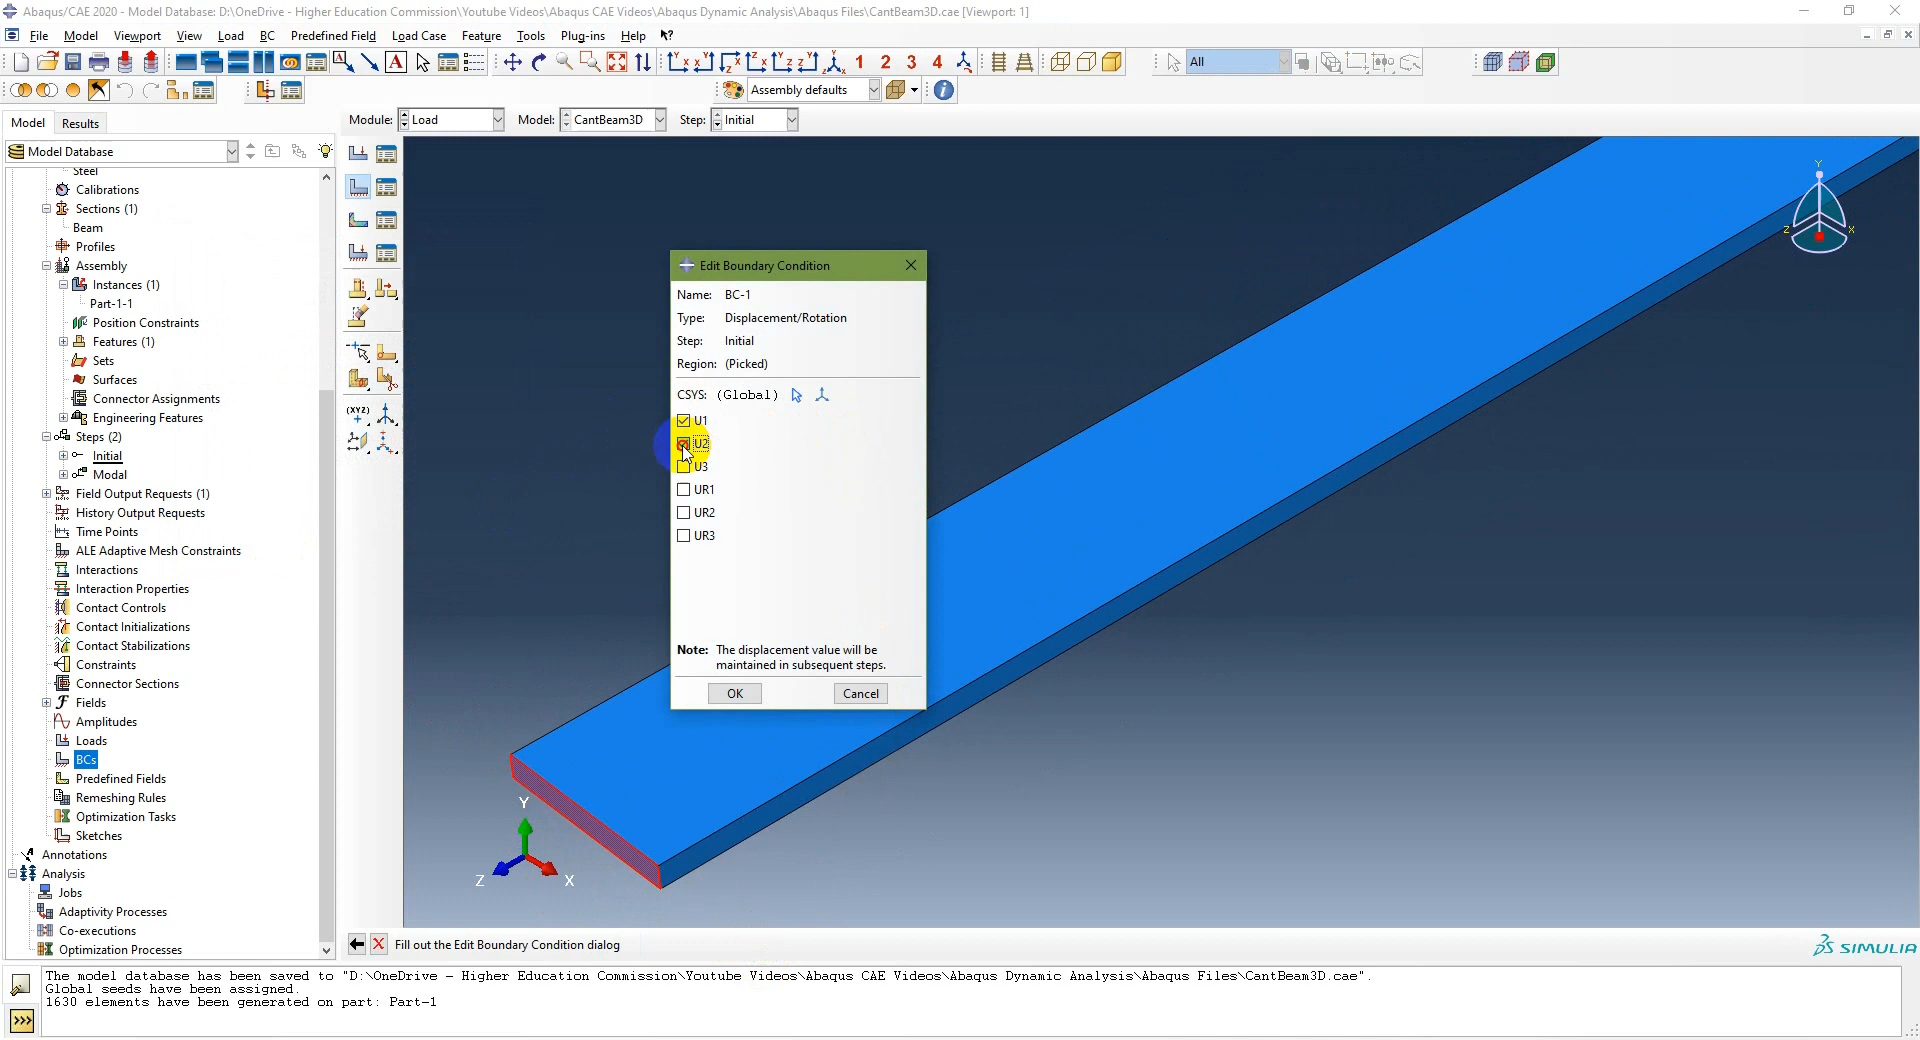 Abaqus/CAE 2020 - Model Database: D:\OneDrive - Higher Education Commission\Youtube Videos\Abaqus CAE Videos\Abaqus Dynamic Analysis\Abaqus Files\CantBeam3D.cae [Viewport: 1]
File Model Viewport View Load BC Predefined Field Load Case Feature Tools Plug-ins Help
1 2 3 4 All
Assembly defaults
Model Results
Module: Load Model: CantBeam3D Step: Initial
Model Database
Steel
Calibrations
Sections (1)
Beam
Profiles
Assembly
Instances (1)
Part-1-1
Position Constraints
Features (1)
Sets
Surfaces
Connector Assignments
Engineering Features
Steps (2)
Initial
Modal
Field Output Requests (1)
History Output Requests
Time Points
ALE Adaptive Mesh Constraints
Interactions
Interaction Properties
Contact Controls
Contact Initializations
Contact Stabilizations
Constraints
Connector Sections
Fields
Amplitudes
Loads
BCs
Predefined Fields
Remeshing Rules
Optimization Tasks
Sketches
Annotations
Analysis
Jobs
Adaptivity Processes
Co-executions
Optimization Processes
(XYZ)
Edit Boundary Condition
Name: BC-1
Type: Displacement/Rotation
Step: Initial
Region: (Picked)
CSYS: (Global)
U1
U2
U3
UR1
UR2
UR3
Note: The displacement value will be
maintained in subsequent steps.
OK Cancel
Y
Z X
Y
Z X
Fill out the Edit Boundary Condition dialog
SIMULIA
The model database has been saved to "D:\OneDrive - Higher Education Commission\Youtube Videos\Abaqus CAE Videos\Abaqus Dynamic Analysis\Abaqus Files\CantBeam3D.cae".
Global seeds have been assigned.
1630 elements have been generated on part: Part-1
>>>